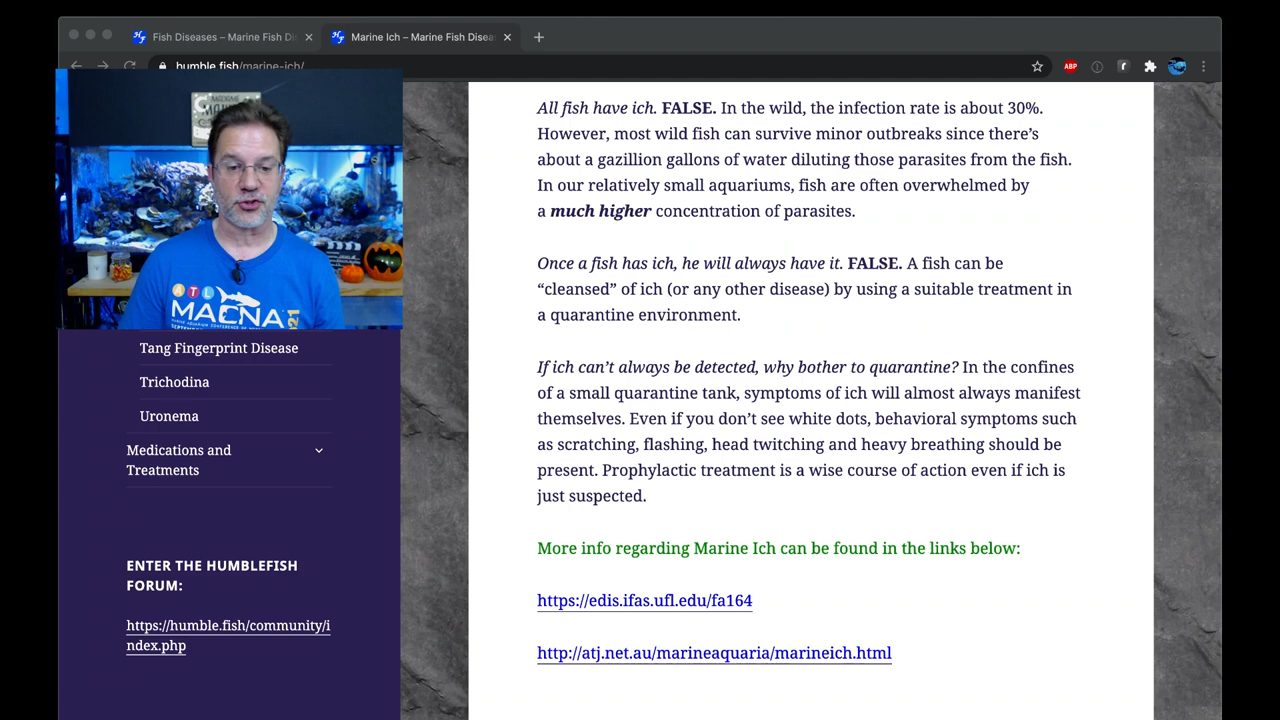 Fish Diseases – Marine Fish Dis
Marine Ich – Marine Fish Disea
humble.fish/marine-ich/
ABP
All fish have ich. FALSE. In the wild, the infection rate is about 30%.
However, most wild fish can survive minor outbreaks since there’s
about a gazillion gallons of water diluting those parasites from the fish.
In our relatively small aquariums, fish are often overwhelmed by
a much higher concentration of parasites.
Once a fish has ich, he will always have it. FALSE. A fish can be
“cleansed” of ich (or any other disease) by using a suitable treatment in
a quarantine environment.
If ich can’t always be detected, why bother to quarantine? In the confines
of a small quarantine tank, symptoms of ich will almost always manifest
themselves. Even if you don’t see white dots, behavioral symptoms such
as scratching, flashing, head twitching and heavy breathing should be
present. Prophylactic treatment is a wise course of action even if ich is
just suspected.
More info regarding Marine Ich can be found in the links below:
https://edis.ifas.ufl.edu/fa164
http://atj.net.au/marineaquaria/marineich.html
ATL
MACNA
2021
Tang Fingerprint Disease
Trichodina
Uronema
Medications and
Treatments
ENTER THE HUMBLEFISH
FORUM:
https://humble.fish/community/i
ndex.php